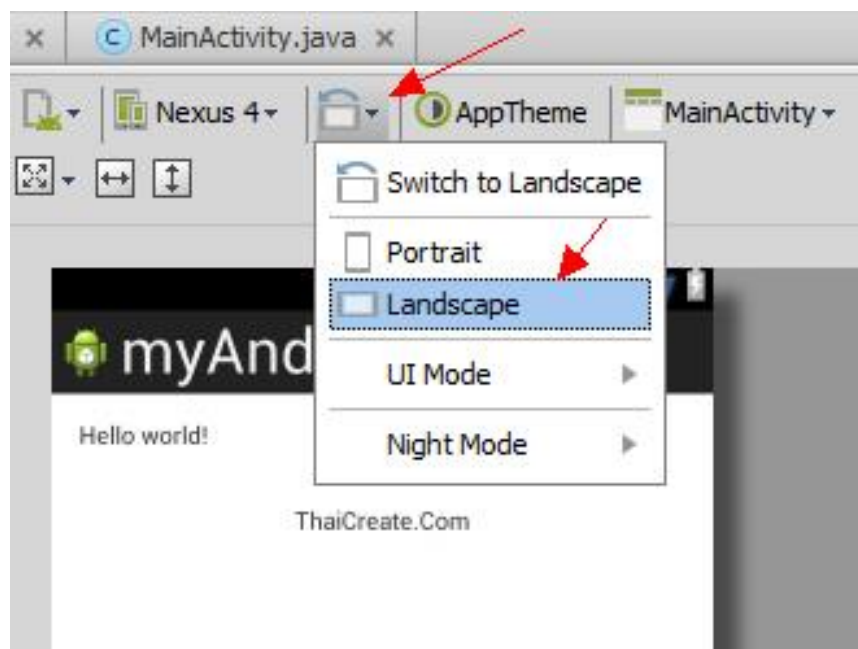 MainActivity.java
Nexus 4
AppTheme
MainActivity
Switch to Landscape
Portrait
Landscape
UI Mode
Night Mode
myAnd
Hello world!
ThaiCreate.Com